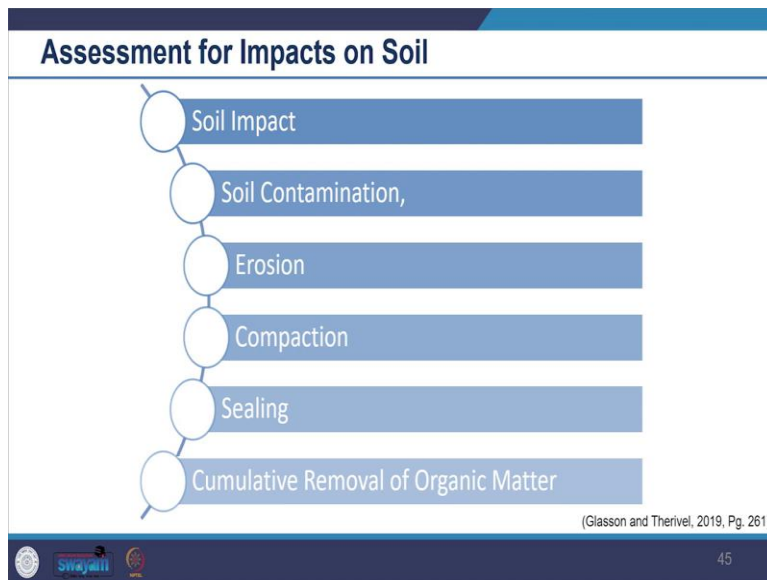 Assessment for Impacts on Soil
Soil Impact
Soil Contamination,
Erosion
Compaction
Sealing
Cumulative Removal of Organic Matter
(Glasson and Therivel, 2019, Pg. 261
swayam
45